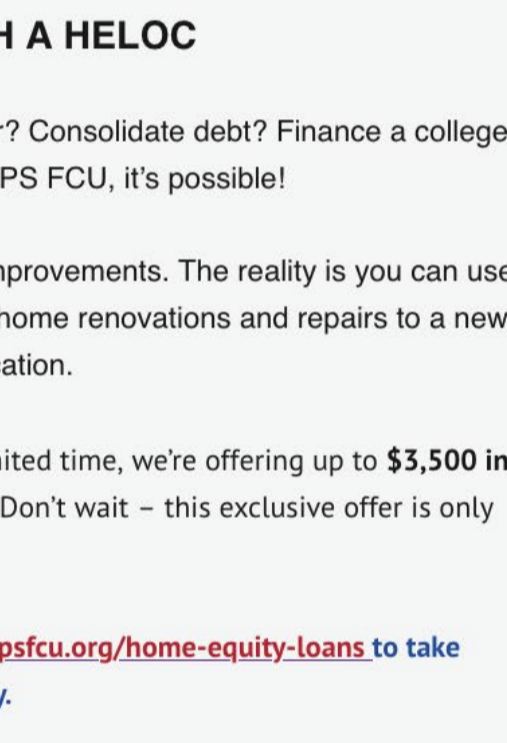 H A HELOC
r? Consolidate debt? Finance a college
PS FCU, it's possible!
mprovements. The reality is you can use
home renovations and repairs to a new
ation.
ited time, we're offering up to $3,500 in
Don't wait – this exclusive offer is only
psfcu.org/home-equity-loans to take
y.